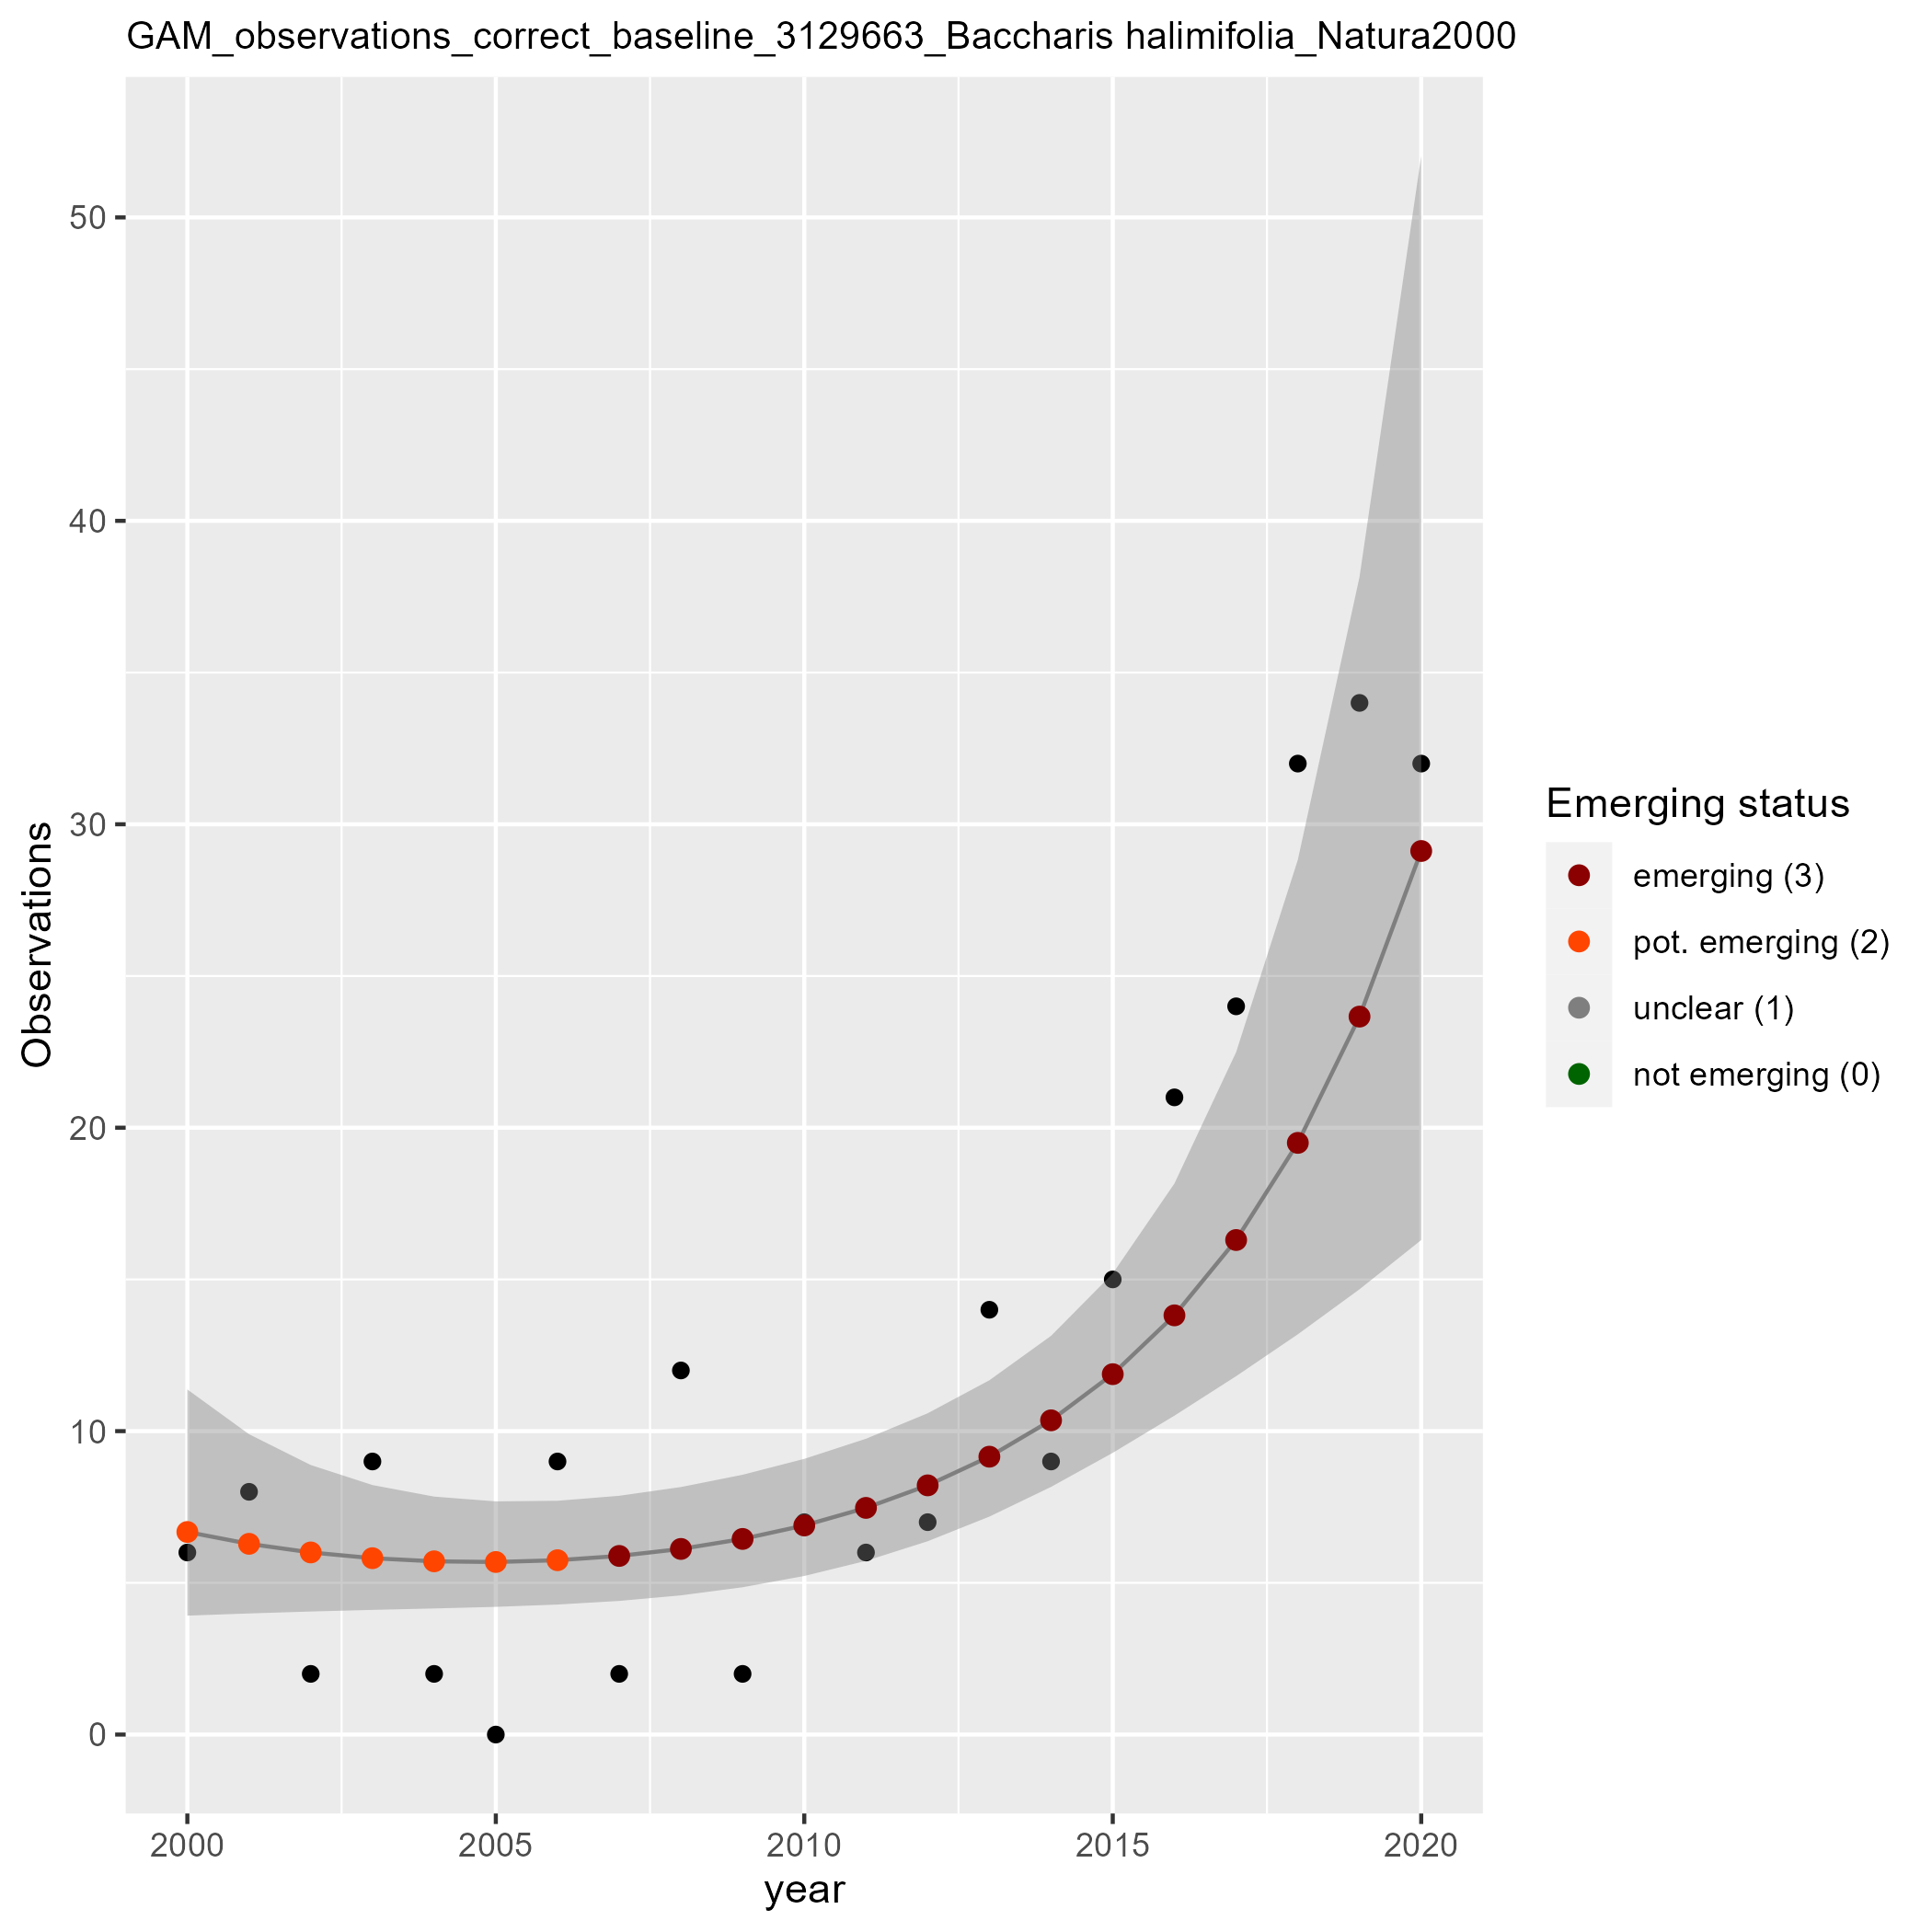 GAM_observations_correct_baseline_3129663_Baccharis halimifolia_Natura2000
50
40
30
20
10
0
Observations
2000 2005 2010 2015 2020
year
Emerging status
emerging (3)
pot. emerging (2)
unclear (1)
not emerging (0)